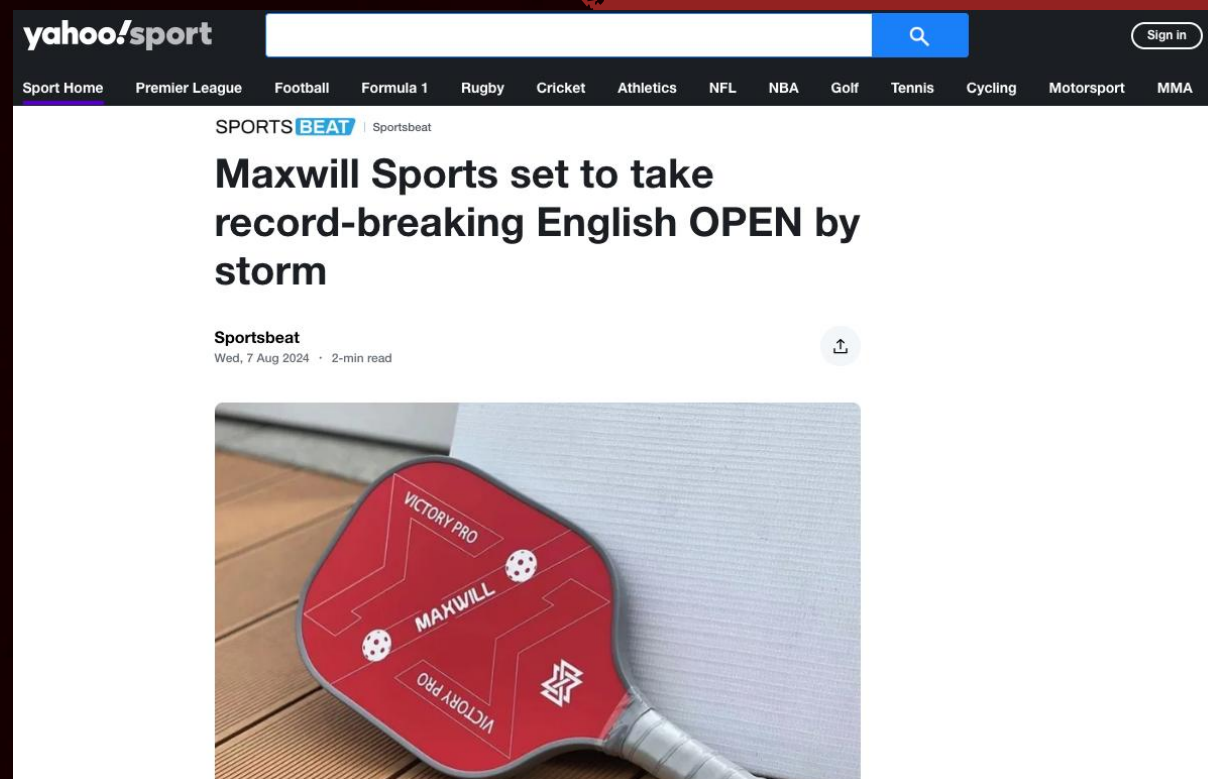 yahoo!sport
Sign in
Sport Home Premier League Football Formula 1 Rugby Cricket Athletics NFL NBA Golf Tennis Cycling Motorsport MMA
SPORTSBEAT | Sportsbeat
Maxwill Sports set to take
record-breaking English OPEN by
storm
Sportsbeat
Wed, 7 Aug 2024 · 2-min read
VICTORY PRO
MAXWILL
VICTORY PRO